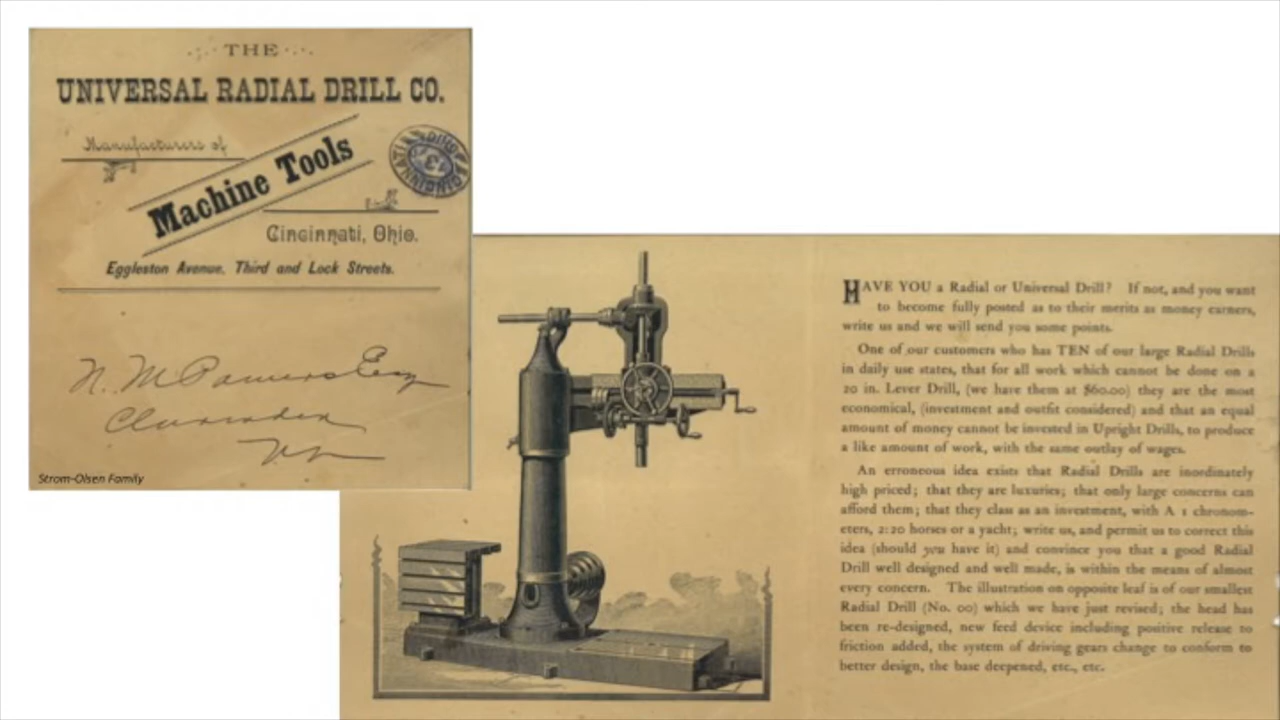 THE
UNIVERSAL RADIAL DRILL CO.
Manufacturers of
Machine Tools
CINCINNATI OHIO
13
Cincinnati, Ohio.
Eggleston Avenue, Third and Lock Streets.
N. M Powers Esq
Clarendon
Vt
Strom-Olsen Family
HAVE YOU a Radial or Universal Drill? If not, and you want
to become fully posted as to their merits as money earners,
write us and we will send you some points.
One of our customers who has TEN of our large Radial Drills
in daily use states, that for all work which cannot be done on a
20 in. Lever Drill, (we have them at $60.00) they are the most
economical, (investment and outfit considered) and that an equal
amount of money cannot be invested in Upright Drills, to produce
a like amount of work, with the same outlay of wages.
An erroneous idea exists that Radial Drills are inordinately
high priced; that they are luxuries; that only large concerns can
afford them; that they class as an investment, with A 1 chronom-
eters, 2:20 horses or a yacht; write us, and permit us to correct this
idea (should you have it) and convince you that a good Radial
Drill well designed and well made, is within the means of almost
every concern. The illustration on opposite leaf is of our smallest
Radial Drill (No. 00) which we have just revised; the head has
been re-designed, new feed device including positive release to
friction added, the system of driving gears change to conform to
better design, the base deepened, etc., etc.